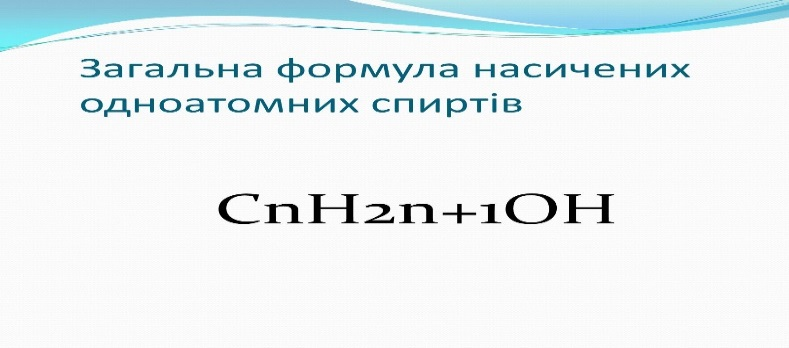 Загальна формула насичених
одноатомних спиртів
CnH2n+1OH